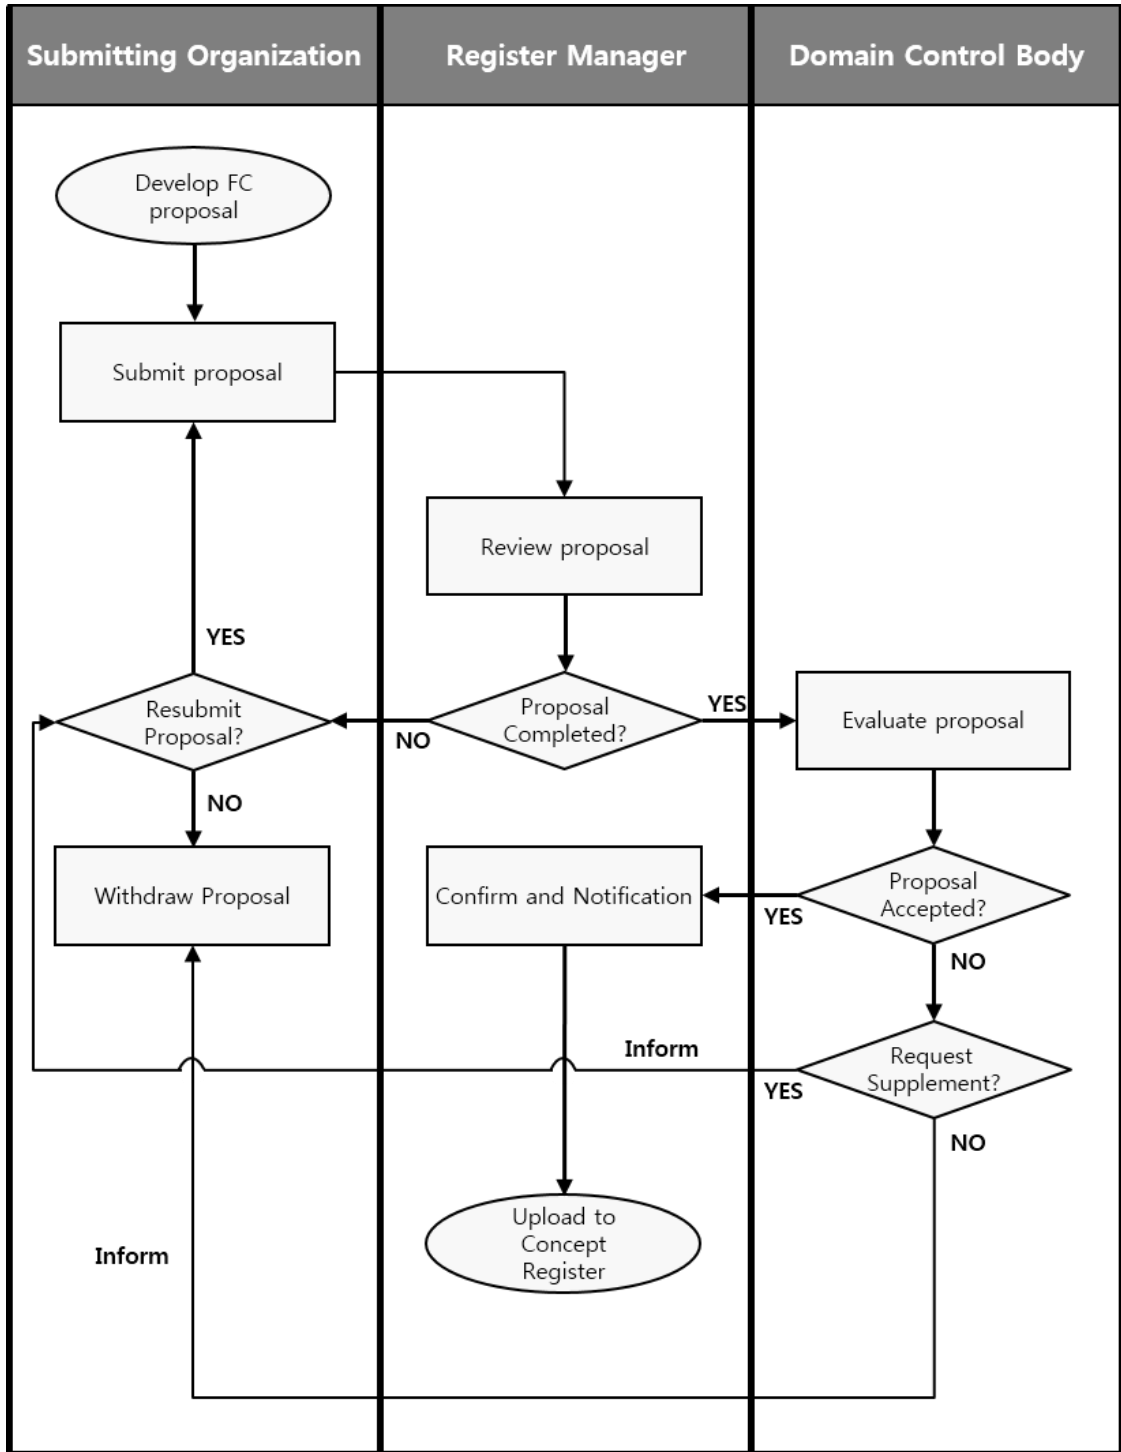 Submitting Organization
Register Manager
Domain Control Body
Develop FC
proposal
Submit proposal
Review proposal
YES
Resubmit
Proposal?
NO
Proposal
Completed?
YES
Evaluate proposal
NO
Withdraw Proposal
Confirm and Notification
YES
Proposal
Accepted?
NO
Inform
YES
Request
Supplement?
NO
Upload to
Concept
Register
Inform